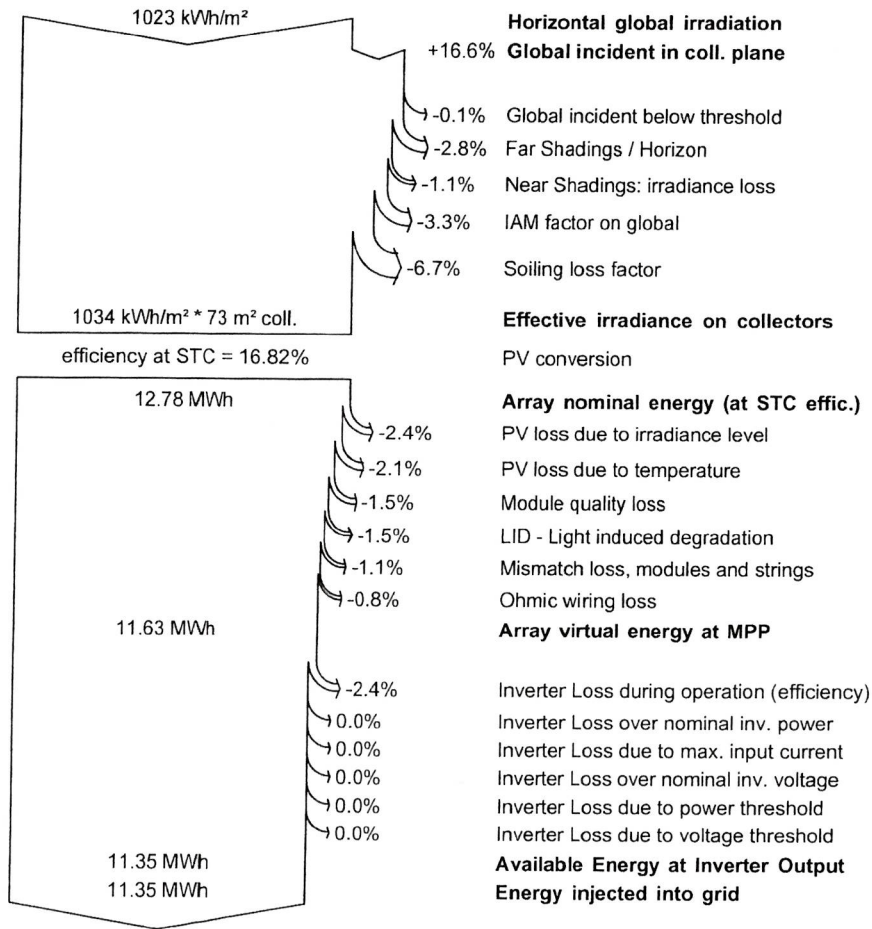 1023 kWh/m² Horizontal global irradiation
+16.6% Global incident in coll. plane
-0.1% Global incident below threshold
-2.8% Far Shadings / Horizon
-1.1% Near Shadings: irradiance loss
-3.3% IAM factor on global
-6.7% Soiling loss factor
1034 kWh/m² * 73 m² coll. Effective irradiance on collectors
efficiency at STC = 16.82% PV conversion
12.78 MWh Array nominal energy (at STC effic.)
-2.4% PV loss due to irradiance level
-2.1% PV loss due to temperature
-1.5% Module quality loss
-1.5% LID - Light induced degradation
-1.1% Mismatch loss, modules and strings
-0.8% Ohmic wiring loss
11.63 MWh Array virtual energy at MPP
-2.4% Inverter Loss during operation (efficiency)
0.0% Inverter Loss over nominal inv. power
0.0% Inverter Loss due to max. input current
0.0% Inverter Loss over nominal inv. voltage
0.0% Inverter Loss due to power threshold
0.0% Inverter Loss due to voltage threshold
11.35 MWh Available Energy at Inverter Output
11.35 MWh Energy injected into grid